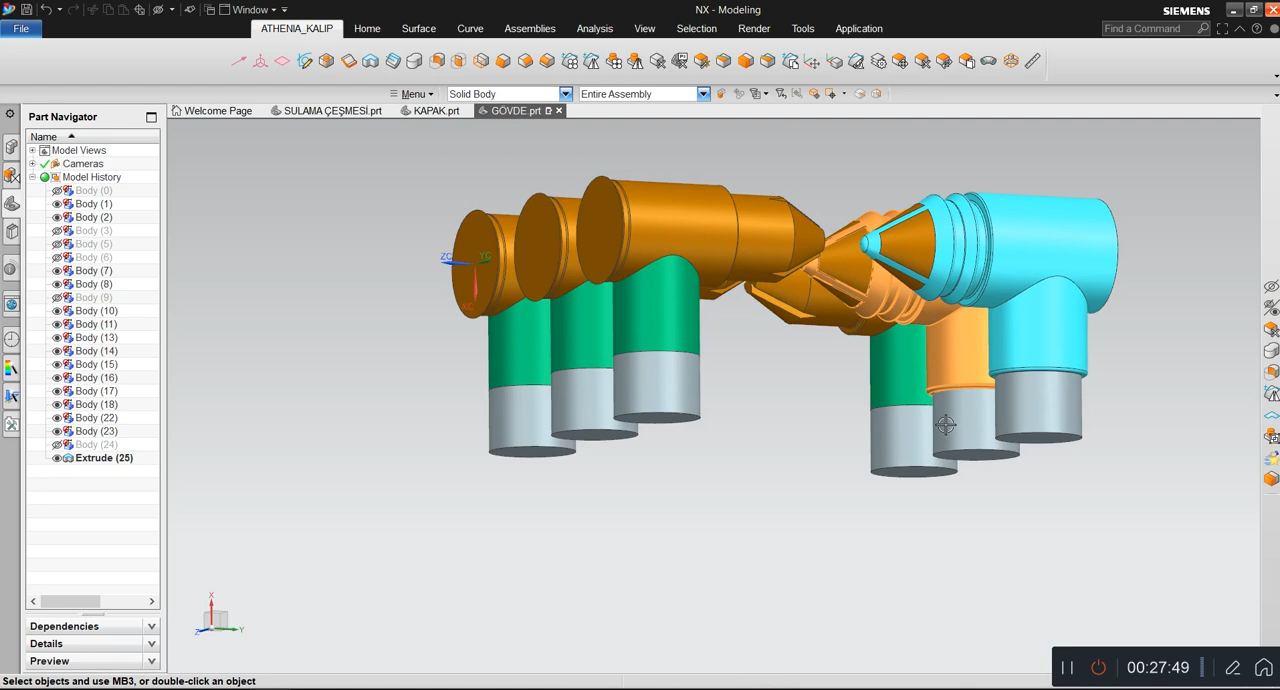 Window
NX - Modeling
SIEMENS
File
ATHENIA_KALIP
Home
Surface
Curve
Assemblies
Analysis
View
Selection
Render
Tools
Application
Find a Command
Menu
Solid Body
Entire Assembly
Welcome Page
SULAMA ÇEŞMESİ.prt
KAPAK.prt
GÖVDE.prt
Part Navigator
Name
Model Views
Cameras
Model History
Body (0)
Body (1)
Body (2)
Body (3)
Body (5)
Body (6)
Body (7)
Body (8)
Body (9)
Body (10)
Body (11)
Body (13)
Body (14)
Body (15)
Body (16)
Body (17)
Body (18)
Body (22)
Body (23)
Body (24)
Extrude (25)
ZC
YC
XC
X
Z
Y
Dependencies
Details
Preview
00:27:49
Select objects and use MB3, or double-click an object